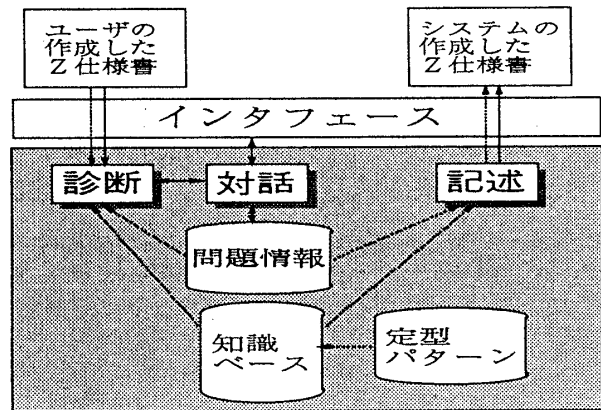 ユーザの
作成した
Z仕様書
システムの
作成した
Z仕様書
インタフェース
診断
対話
記述
問題情報
知識
ベース
定型
パターン